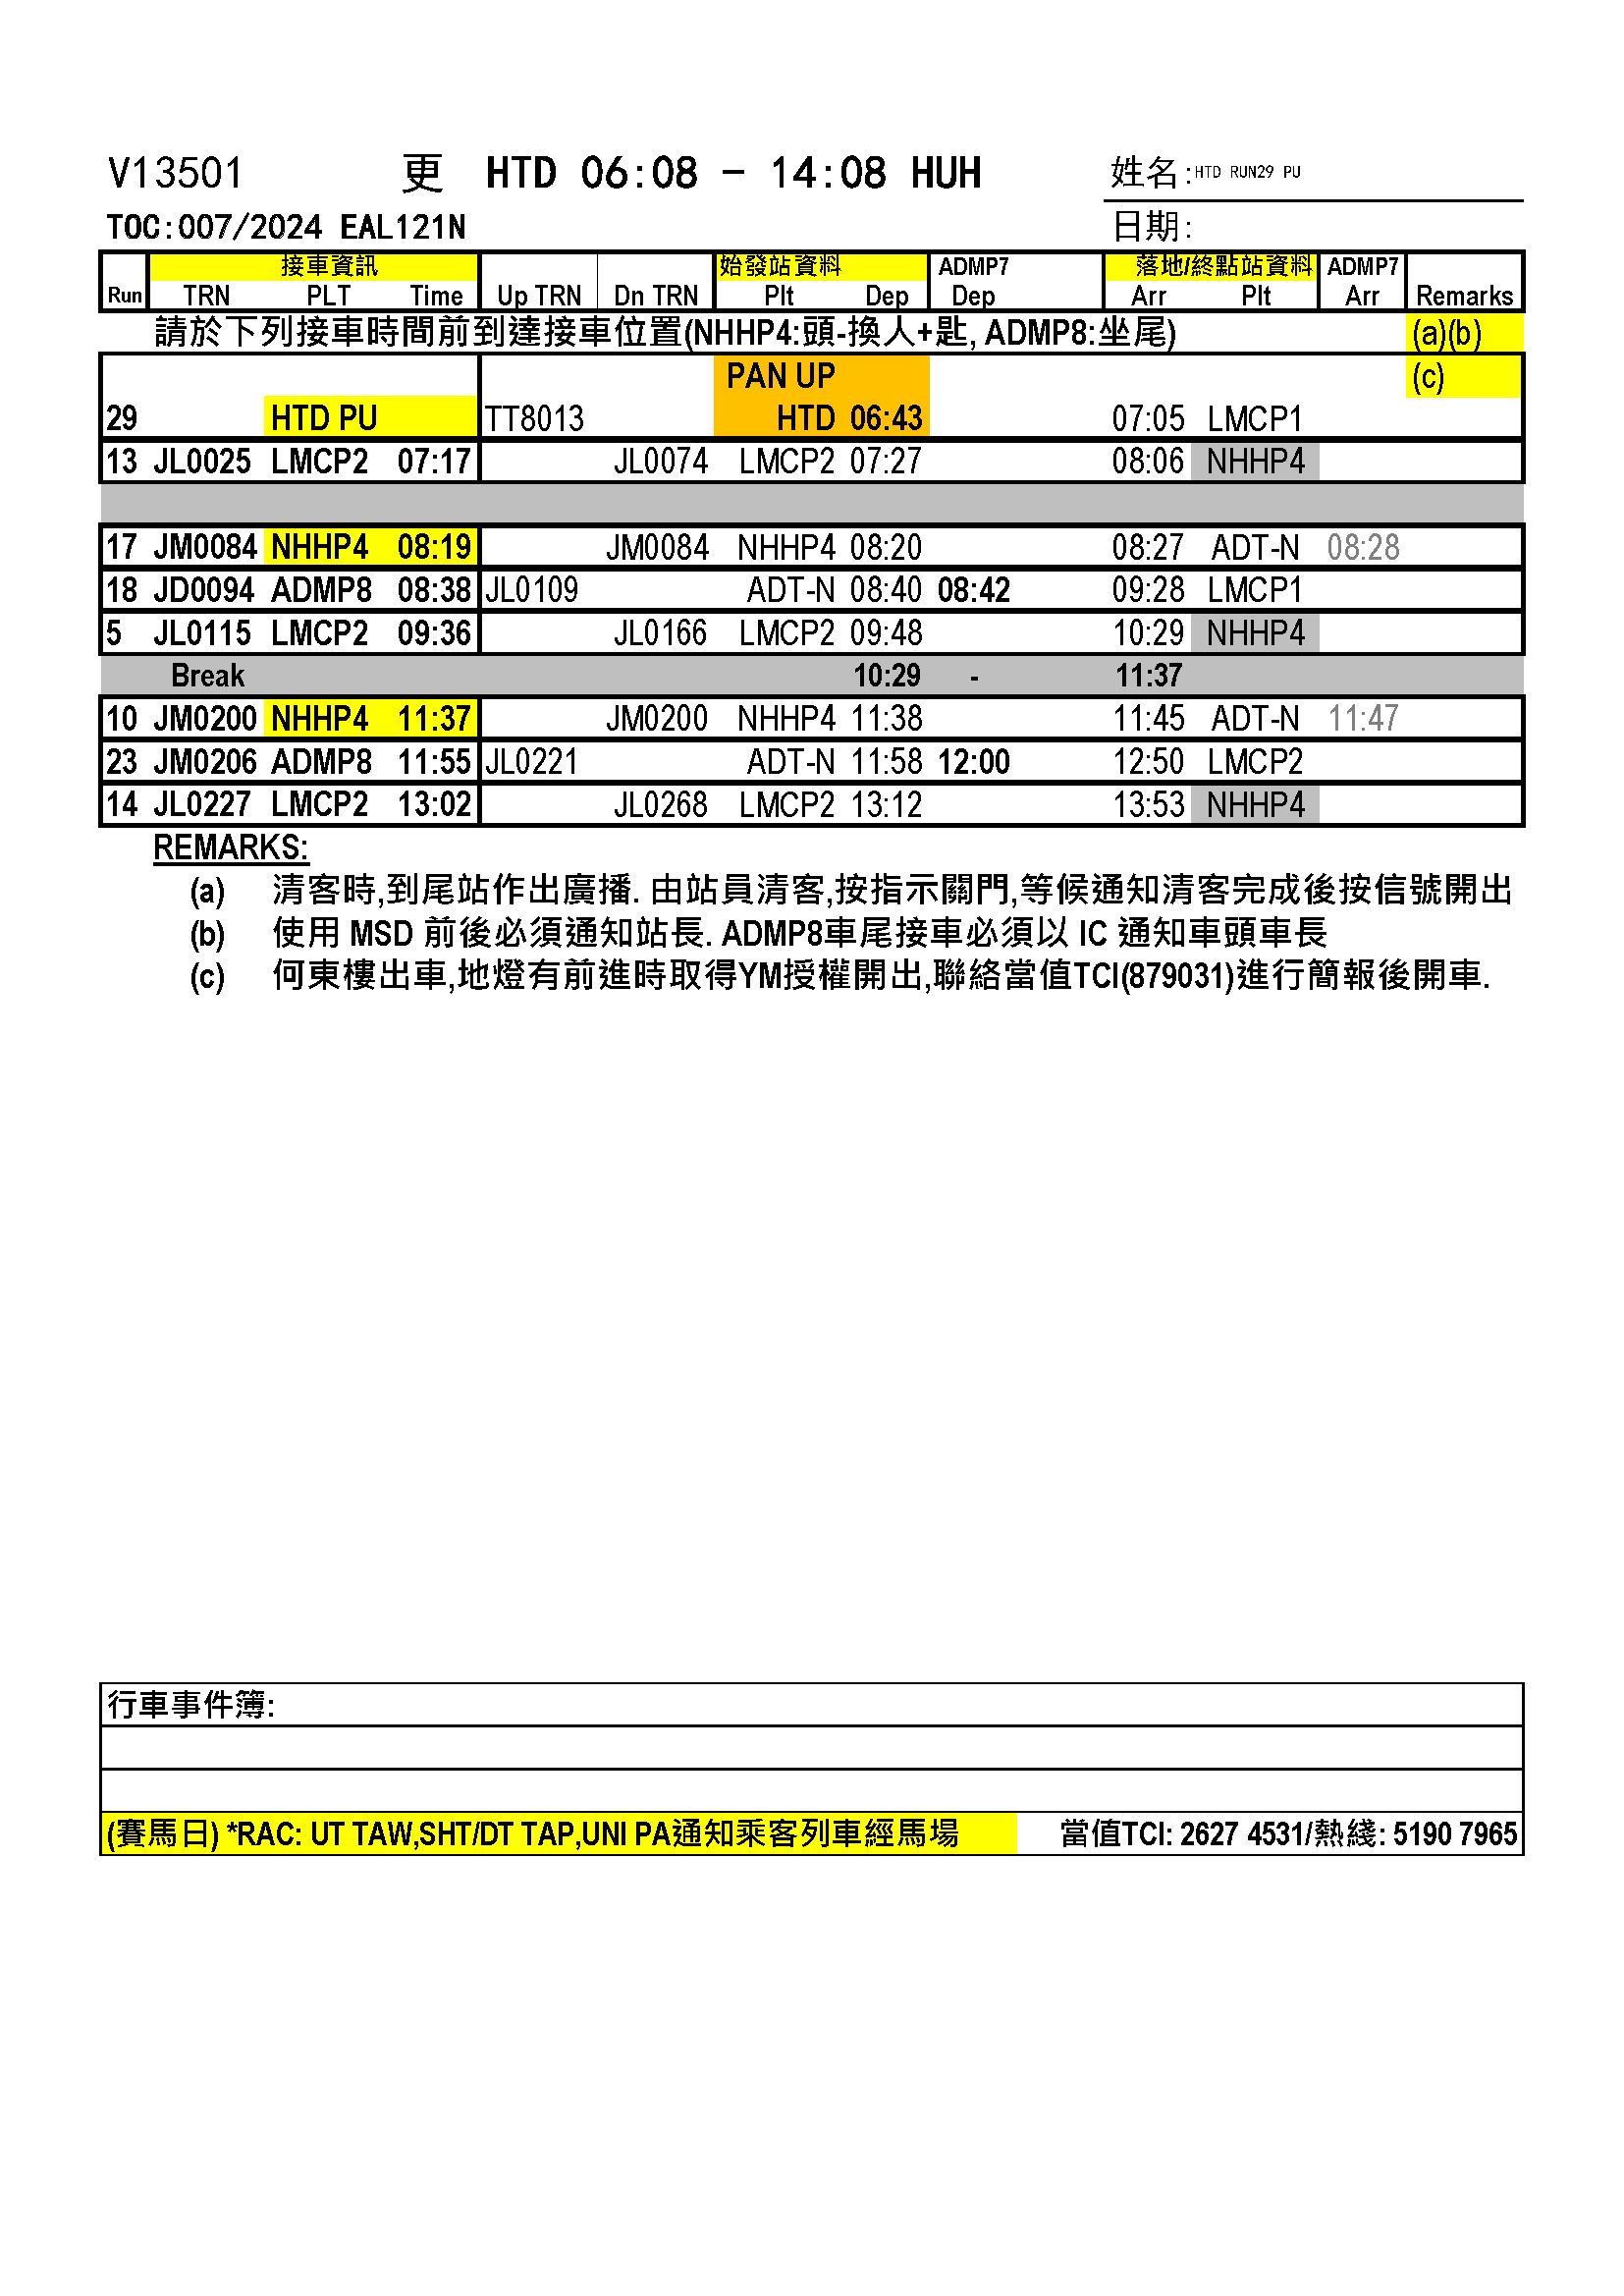 V13501 更 HTD 06:08 - 14:08 HUH 姓名:HTD RUN29 PU
TOC:007/2024 EAL121N 日期:
接車資訊 始發站資料 ADMP7 落地/終點站資料 ADMP7
Run TRN PLT Time Up TRN Dn TRN Plt Dep Dep Arr Plt Arr Remarks
請於下列接車時間前到達接車位置(NHHP4:頭-換人+匙, ADMP8:坐尾) (a)(b)
PAN UP (c)
29 HTD PU TT8013 HTD 06:43 07:05 LMCP1
13 JL0025 LMCP2 07:17 JL0074 LMCP2 07:27 08:06 NHHP4
17 JM0084 NHHP4 08:19 JM0084 NHHP4 08:20 08:27 ADT-N 08:28
18 JD0094 ADMP8 08:38 JL0109 ADT-N 08:40 08:42 09:28 LMCP1
5 JL0115 LMCP2 09:36 JL0166 LMCP2 09:48 10:29 NHHP4
Break 10:29 - 11:37
10 JM0200 NHHP4 11:37 JM0200 NHHP4 11:38 11:45 ADT-N 11:47
23 JM0206 ADMP8 11:55 JL0221 ADT-N 11:58 12:00 12:50 LMCP2
14 JL0227 LMCP2 13:02 JL0268 LMCP2 13:12 13:53 NHHP4
REMARKS:
(a) 清客時,到尾站作出廣播. 由站員清客,按指示關門,等候通知清客完成後按信號開出
(b) 使用 MSD 前後必須通知站長. ADMP8車尾接車必須以 IC 通知車頭車長
(c) 何東樓出車,地燈有前進時取得YM授權開出,聯絡當值TCI(879031)進行簡報後開車.
行車事件簿:
(賽馬日) *RAC: UT TAW,SHT/DT TAP,UNI PA通知乘客列車經馬場 當值TCI: 2627 4531/熱綫: 5190 7965